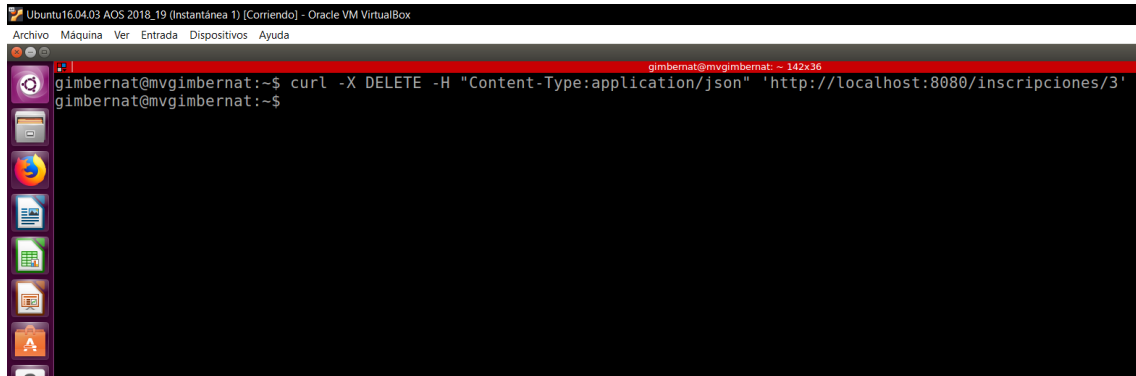 Ubuntu16.04.03 AOS 2018_19 (Instantánea 1) [Corriendo] - Oracle VM VirtualBox
Archivo Máquina Ver Entrada Dispositivos Ayuda
gimbernat@mvgimbernat: ~ 142x36
gimbernat@mvgimbernat:~$ curl -X DELETE -H "Content-Type:application/json" 'http://localhost:8080/inscripciones/3'
gimbernat@mvgimbernat:~$